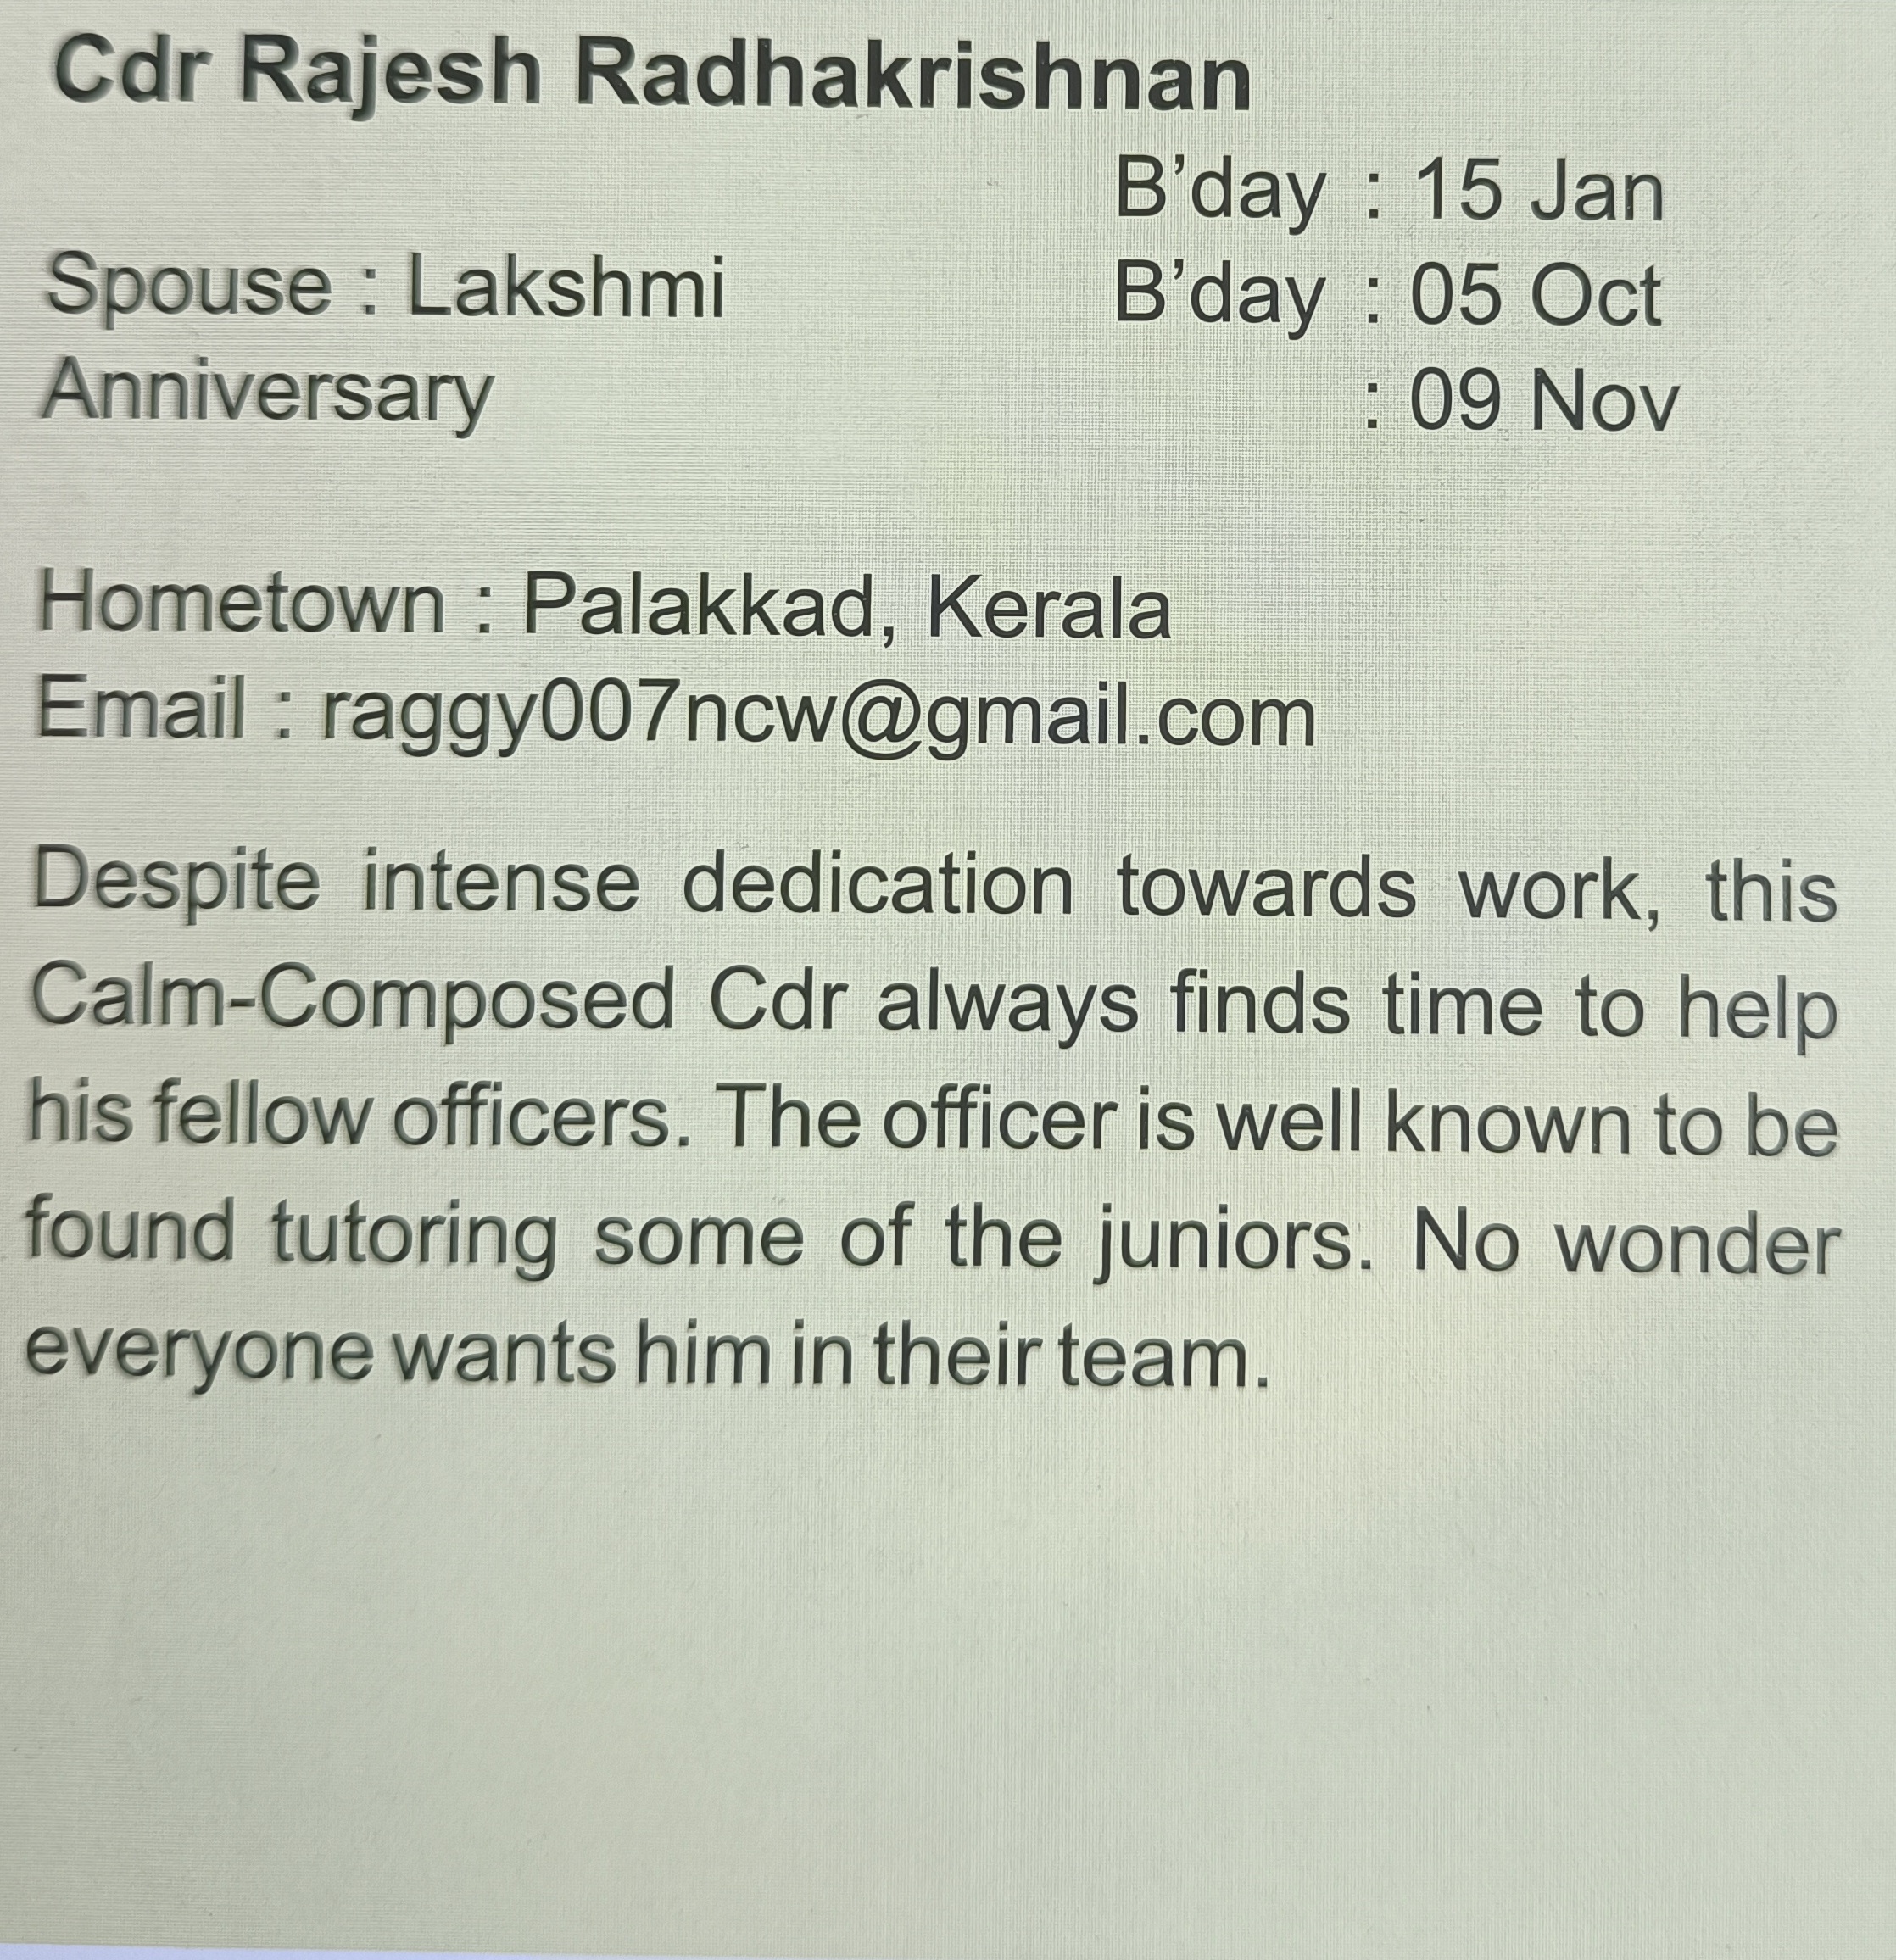 Cdr Rajesh Radhakrishnan
B’day : 15 Jan
Spouse : Lakshmi B’day : 05 Oct
Anniversary : 09 Nov
Hometown : Palakkad, Kerala
Email : raggy007ncw@gmail.com
Despite intense dedication towards work, this
Calm-Composed Cdr always finds time to help
his fellow officers. The officer is well known to be
found tutoring some of the juniors. No wonder
everyone wants him in their team.